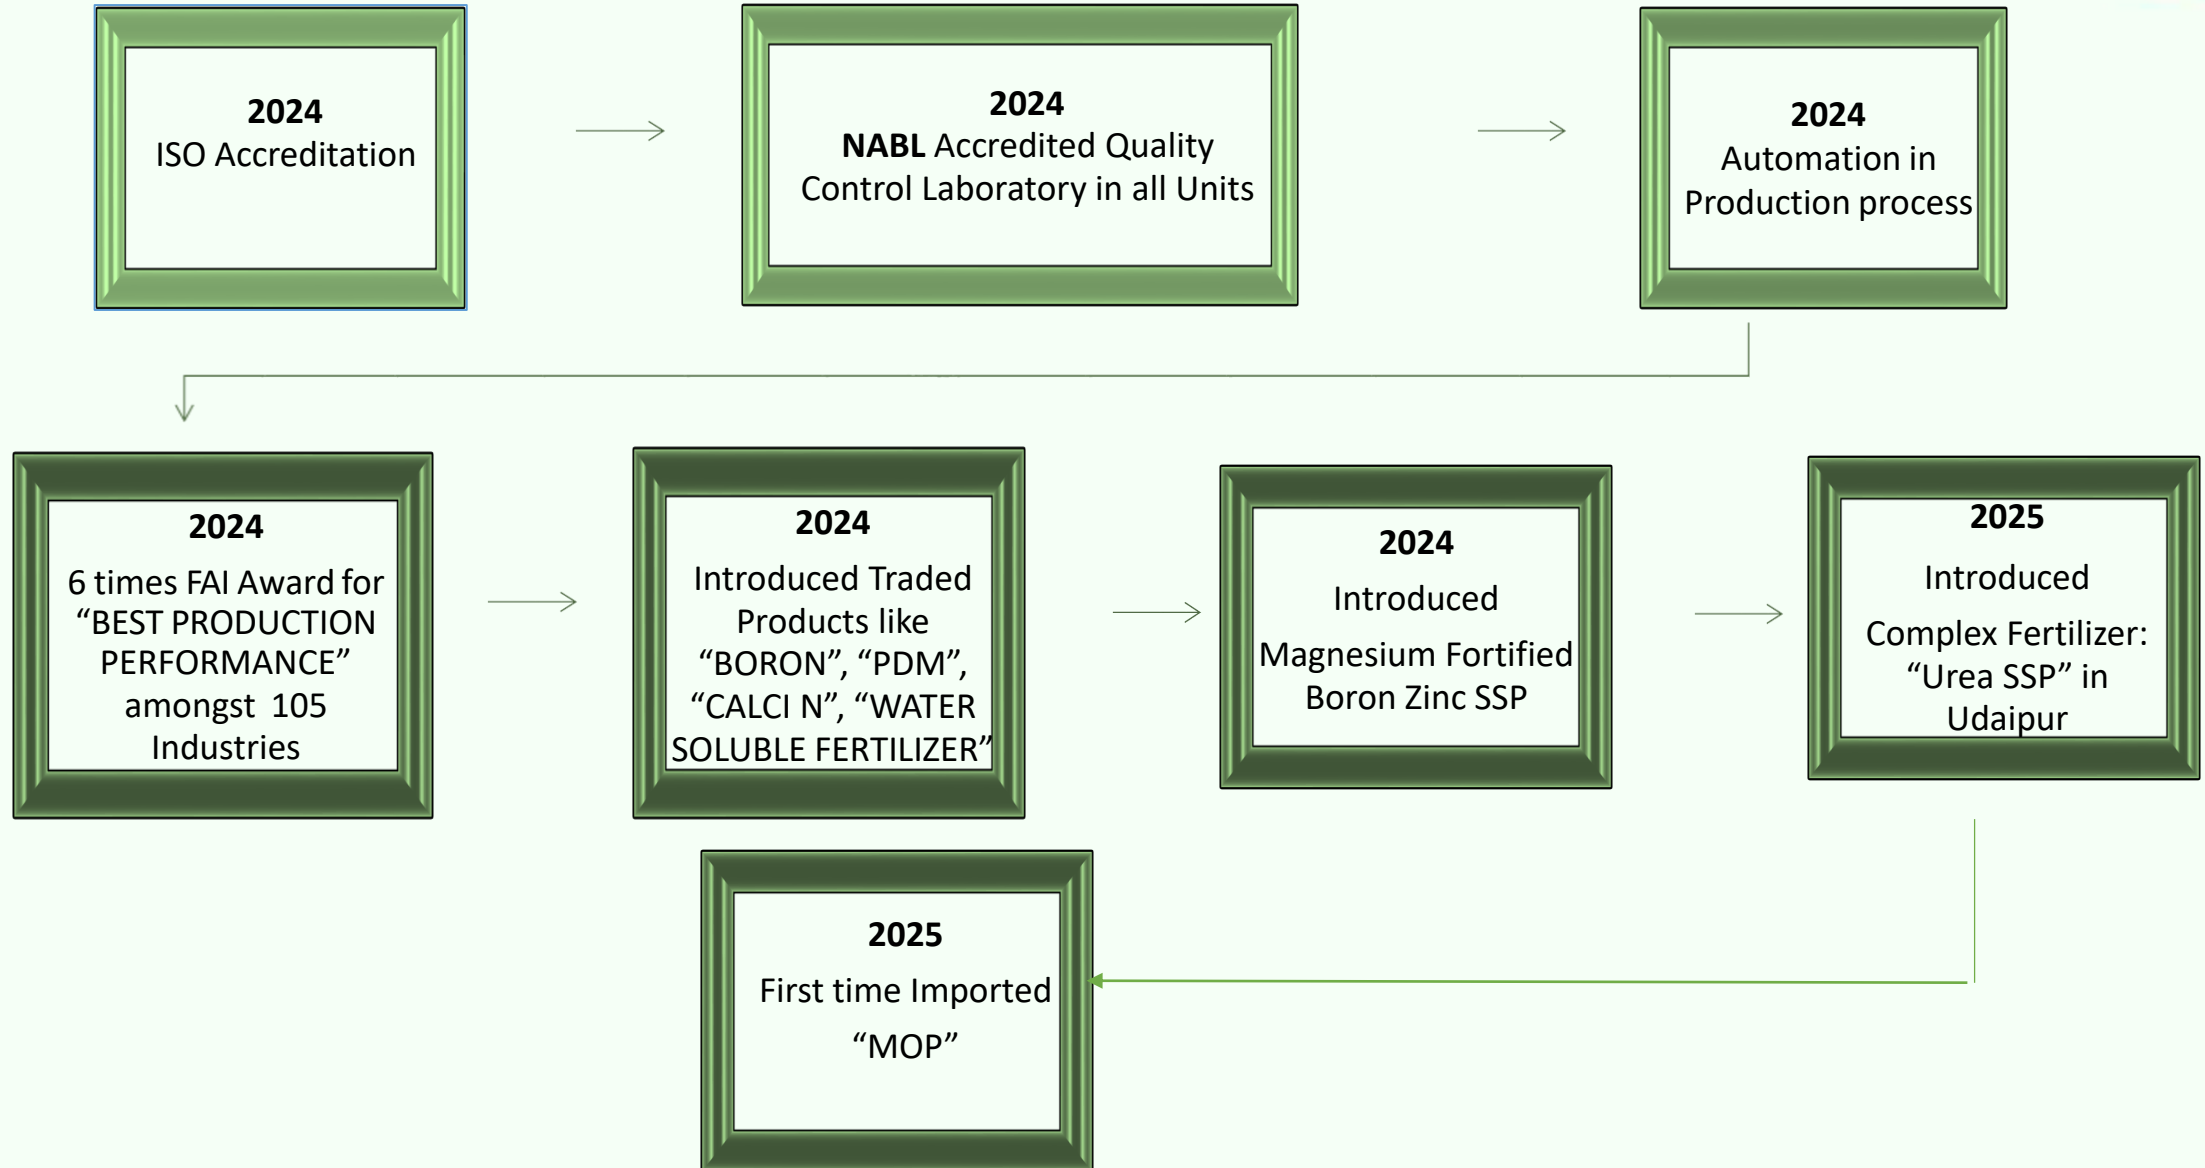 2024
ISO Accreditation
2024
NABL Accredited Quality
Control Laboratory in all Units
2024
Automation in
Production process
2024
6 times FAI Award for
“BEST PRODUCTION
PERFORMANCE”
amongst 105
Industries
2024
Introduced Traded
Products like
“BORON”, “PDM”,
“CALCI N”, “WATER
SOLUBLE FERTILIZER”
2024
Introduced
Magnesium Fortified
Boron Zinc SSP
2025
Introduced
Complex Fertilizer:
“Urea SSP” in
Udaipur
2025
First time Imported
“MOP”